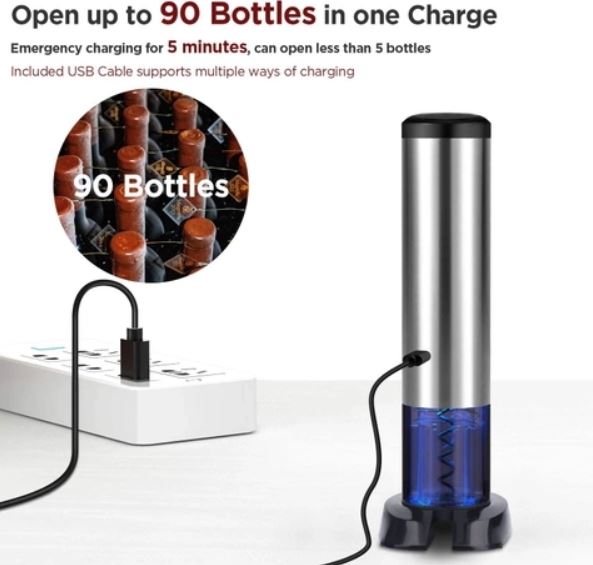 Open up to 90 Bottles in one Charge
Emergency charging for 5 minutes, can open less than 5 bottles
Included USB Cable supports multiple ways of charging
90 Bottles